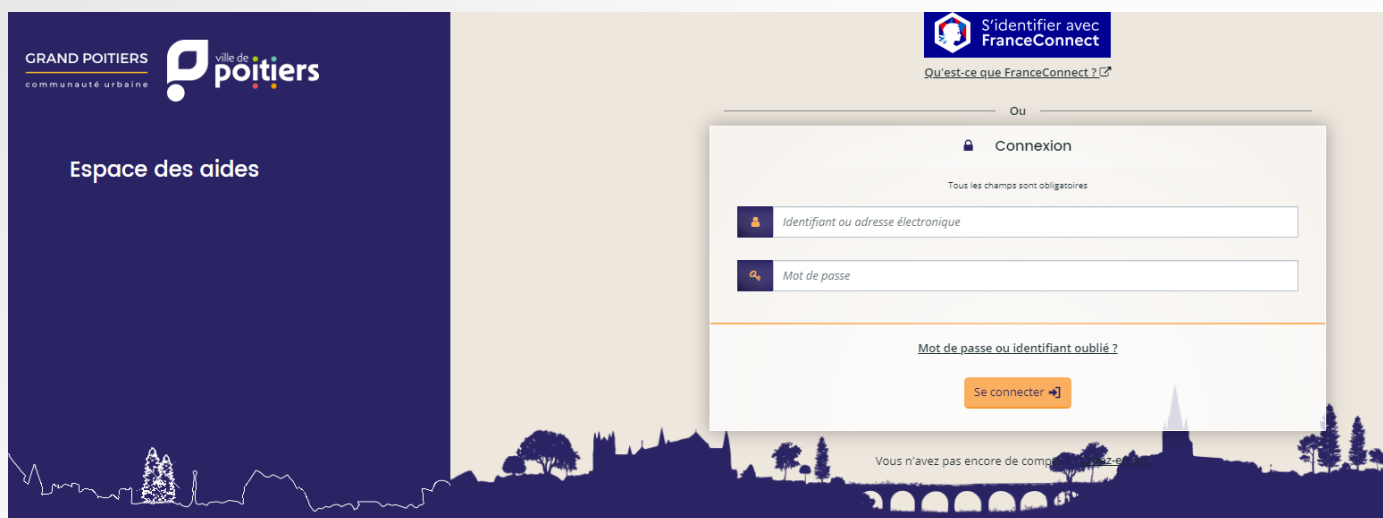 GRAND POITIERS
communauté urbaine
ville de
poitiers
Espace des aides
S'identifier avec
FranceConnect
Qu'est-ce que FranceConnect ?
Ou
Connexion
Tous les champs sont obligatoires
Identifiant ou adresse électronique
Mot de passe
Mot de passe ou identifiant oublié ?
Se connecter
Vous n'avez pas encore de